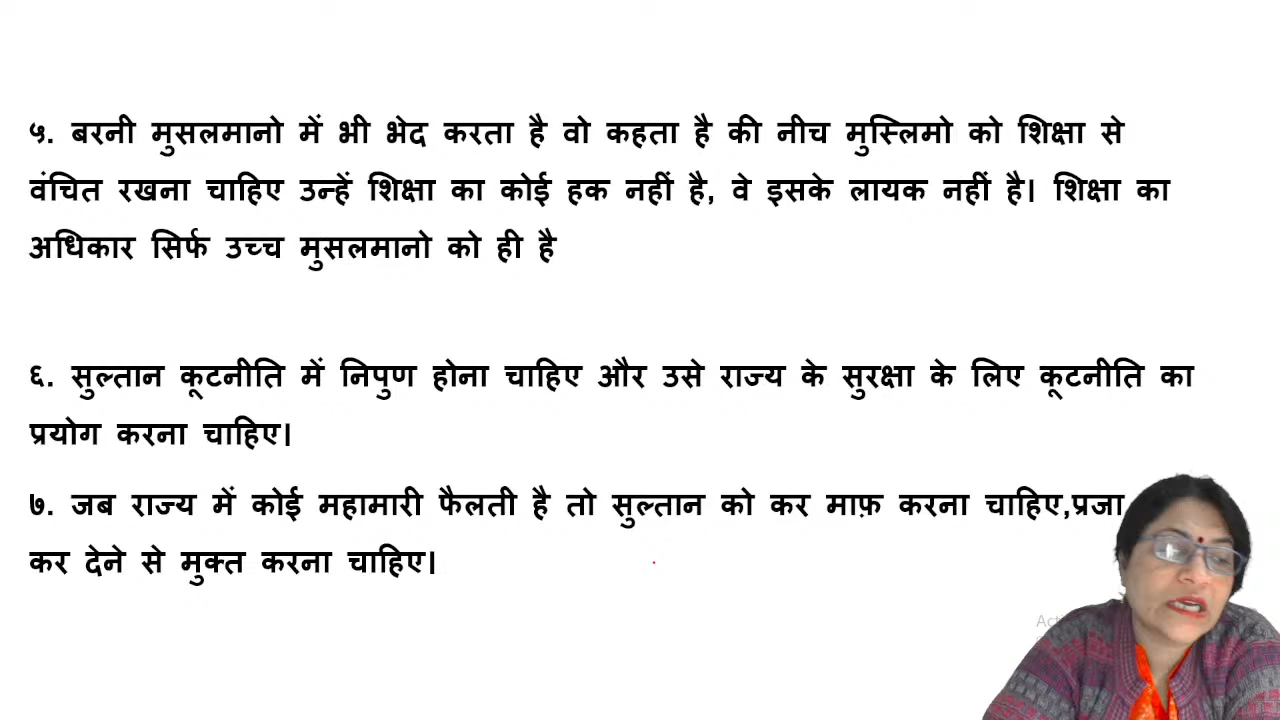 ५. बरनी मुसलमानो में भी भेद करता है वो कहता है की नीच मुस्लिमो को शिक्षा से
वंचित रखना चाहिए उन्हें शिक्षा का कोई हक नहीं है, वे इसके लायक नहीं है। शिक्षा का
अधिकार सिर्फ उच्च मुसलमानो को ही है
६. सुल्तान कूटनीति में निपुण होना चाहिए और उसे राज्य के सुरक्षा के लिए कूटनीति का
प्रयोग करना चाहिए।
७. जब राज्य में कोई महामारी फैलती है तो सुल्तान को कर माफ़ करना चाहिए,प्रजा
कर देने से मुक्त करना चाहिए।